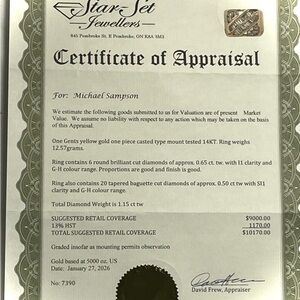 Star Set
Jewellers
845 Pembroke St. E Pembroke, ON K8A 3M3
Certificate of Appraisal
For: Michael Sampson
We estimate the following goods submitted to us for Valuation are of present Market
Value. We assume no liability with respect to any action which may be taken on the basis
of this Appraisal.
One Gents yellow gold one piece casted type mount tested 14KT. Ring weighs
12.57grams.
Ring contains 6 round brilliant cut diamonds of approx. 0.65 ct. tw. with I1 clarity and
G-H colour range. Proportions are good and finish is good.
Ring also contains 20 tapered baguette cut diamonds of approx. 0.50 ct tw with SI1
clarity and G-H colour range.
Total Diamond Weight is 1.15 ct tw
SUGGESTED RETAIL COVERAGE $9000.00
13% HST 1170.00
TOTAL SUGGESTED RETAIL COVERAGE $10170.00
Graded insofar as mounting permits observation
Gold based at 5000 oz. US
Date: January 27, 2026
No: 7390
David Frew, Appraiser